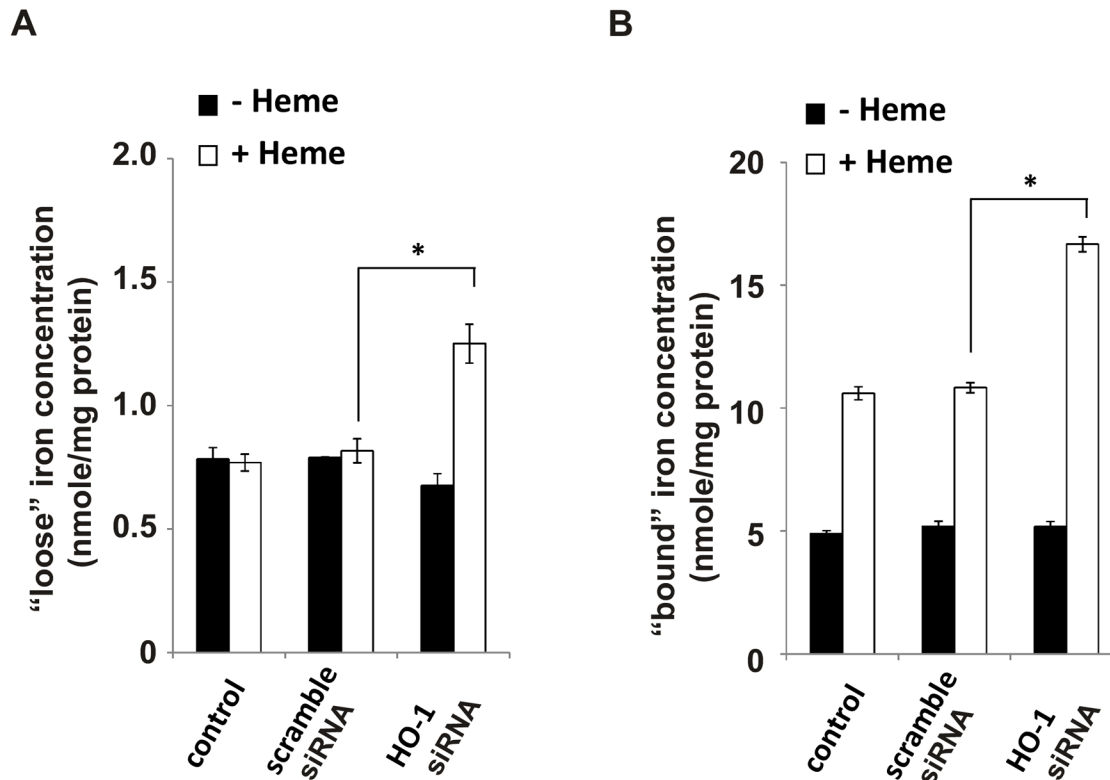 A
- Heme
+ Heme
2.0
1.5
1.0
0.5
0
“loose” iron concentration
(nmole/mg protein)
*
control
scramble
siRNA
HO-1
siRNA
B
- Heme
+ Heme
20
15
10
5
0
“bound” iron concentration
(nmole/mg protein)
*
control
scramble
siRNA
HO-1
siRNA